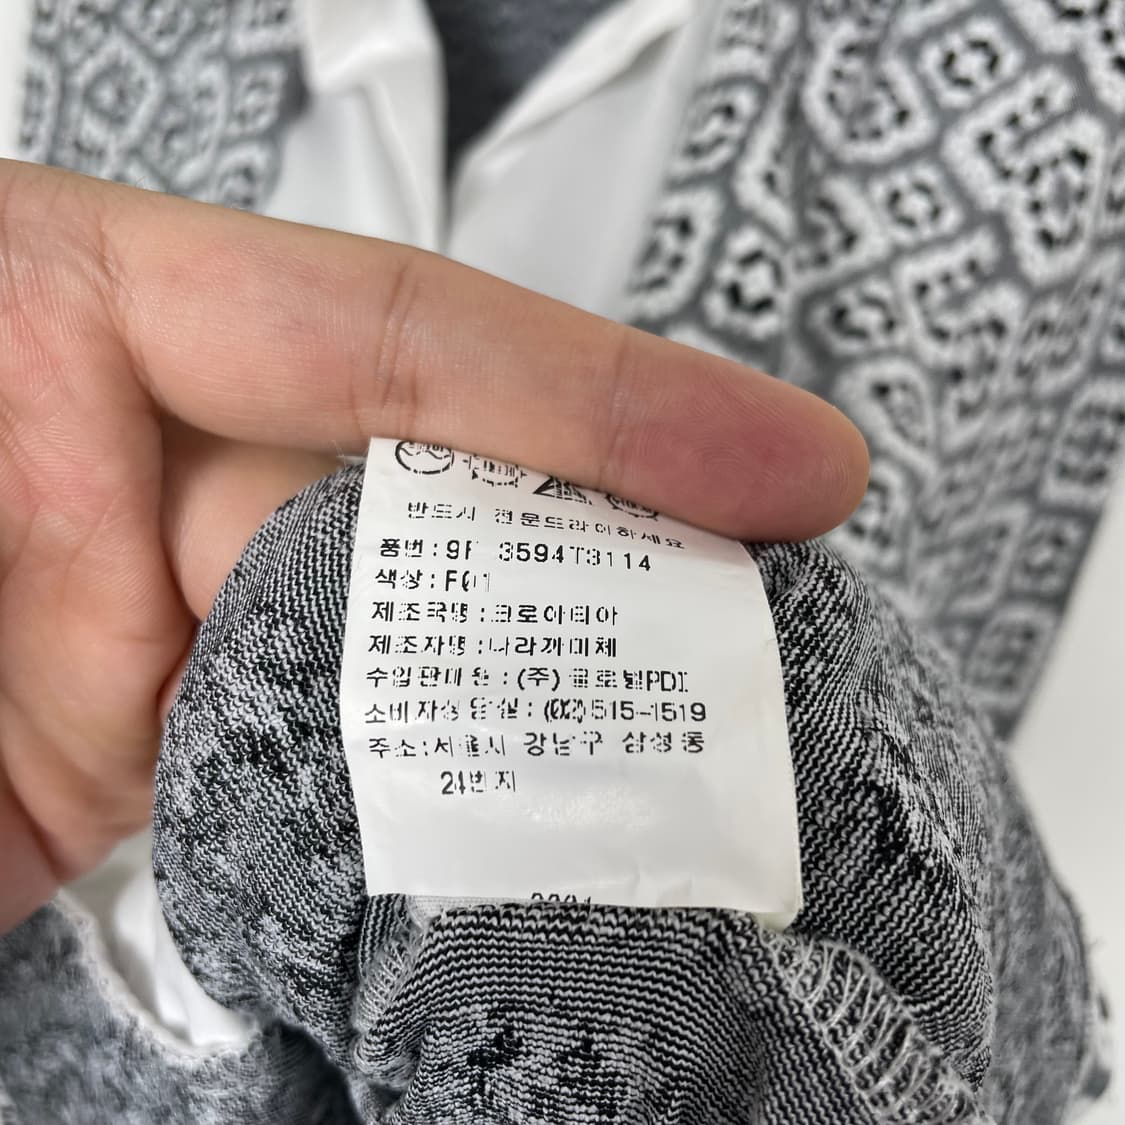 반드시 전문드라이하세요
품번:9F 3594T3114
색상:F01
제조국명:크로아티아
제조자명:나라까미체
수입판매원:(주)글로벌PDI
소비자상담실: 515-1519
주소:서울시 강남구 삼성동
24번지